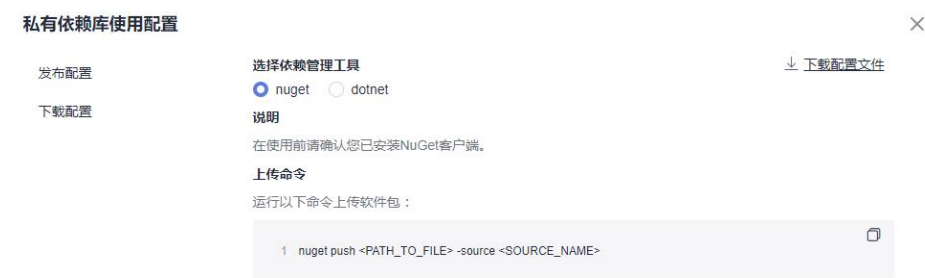 私有依赖库使用配置
发布配置
下载配置
选择依赖管理工具
下载配置文件
nuget dotnet
说明
在使用前请确认您已安装NuGet客户端。
上传命令
运行以下命令上传软件包：
1 nuget push <PATH_TO_FILE> -source <SOURCE_NAME>